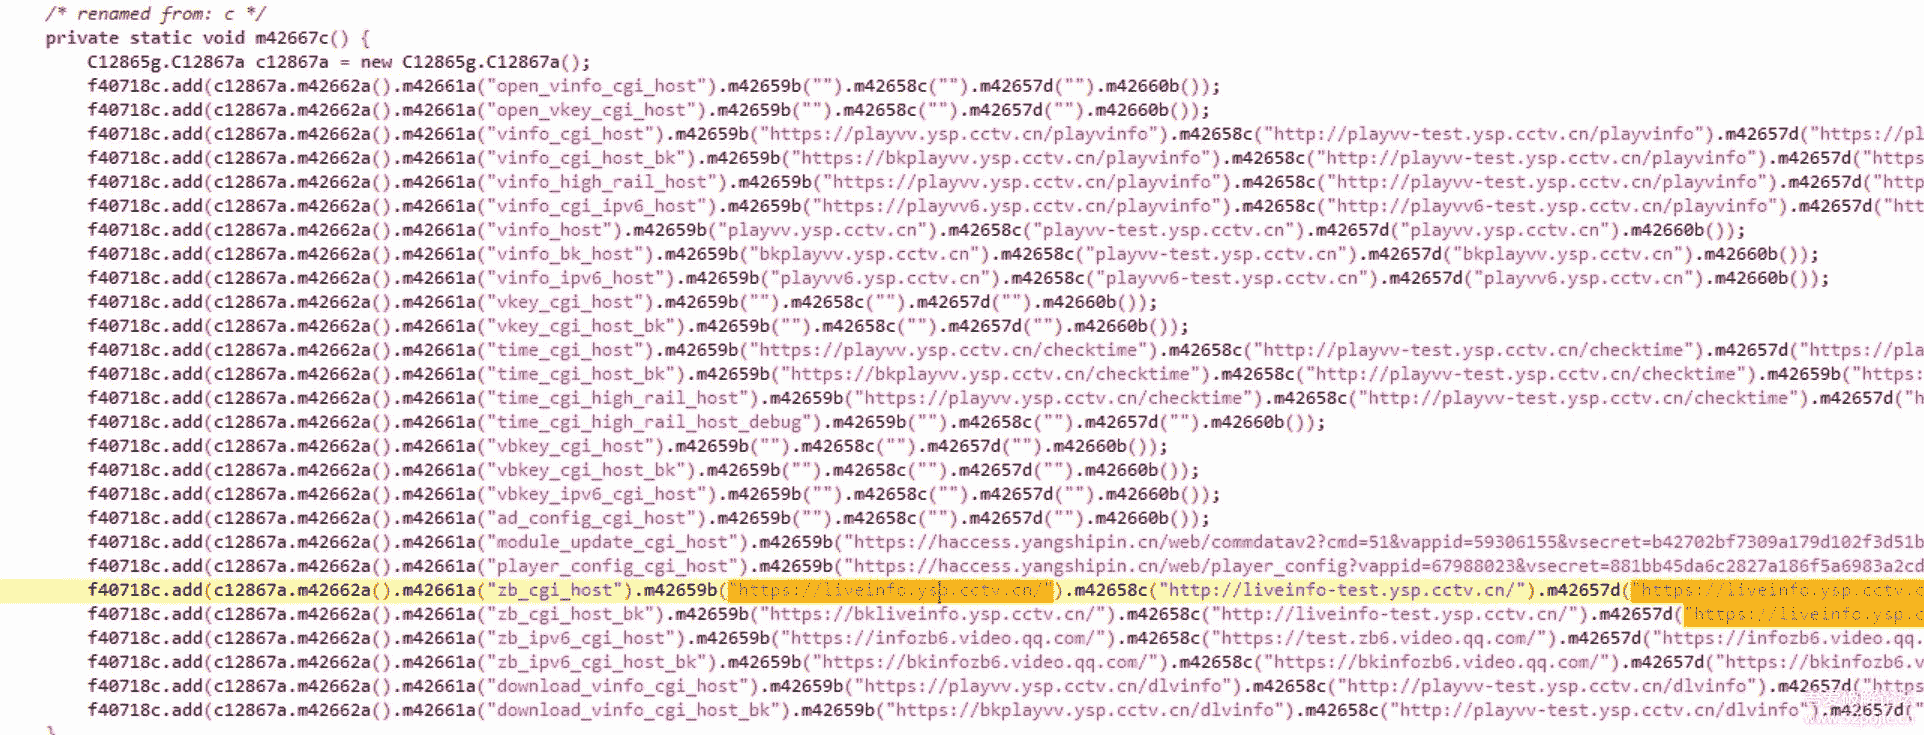 /* renamed from: c */
private static void m42667c() {
C12865g.C12867a c12867a = new C12865g.C12867a();
f40718c.add(c12867a.m42662a().m42661a("open_vinfo_cgi_host").m42659b("").m42658c("").m42657d("").m42660b());
f40718c.add(c12867a.m42662a().m42661a("open_vkey_cgi_host").m42659b("").m42658c("").m42657d("").m42660b());
f40718c.add(c12867a.m42662a().m42661a("vinfo_cgi_host").m42659b("https://playvv.ysp.cctv.cn/playvinfo").m42658c("http://playvv-test.ysp.cctv.cn/playvinfo").m42657d("https://pl
f40718c.add(c12867a.m42662a().m42661a("vinfo_cgi_host_bk").m42659b("https://bkplayvv.ysp.cctv.cn/playvinfo").m42658c("http://playvv-test.ysp.cctv.cn/playvinfo").m42657d("https
f40718c.add(c12867a.m42662a().m42661a("vinfo_high_rail_host").m42659b("https://playvv.ysp.cctv.cn/playvinfo").m42658c("http://playvv-test.ysp.cctv.cn/playvinfo").m42657d("http
f40718c.add(c12867a.m42662a().m42661a("vinfo_cgi_ipv6_host").m42659b("https://playvv6.ysp.cctv.cn/playvinfo").m42658c("http://playvv6-test.ysp.cctv.cn/playvinfo").m42657d("htt
f40718c.add(c12867a.m42662a().m42661a("vinfo_host").m42659b("playvv.ysp.cctv.cn").m42658c("playvv-test.ysp.cctv.cn").m42657d("playvv.ysp.cctv.cn").m42660b());
f40718c.add(c12867a.m42662a().m42661a("vinfo_bk_host").m42659b("bkplayvv.ysp.cctv.cn").m42658c("playvv-test.ysp.cctv.cn").m42657d("bkplayvv.ysp.cctv.cn").m42660b());
f40718c.add(c12867a.m42662a().m42661a("vinfo_ipv6_host").m42659b("playvv6.ysp.cctv.cn").m42658c("playvv6-test.ysp.cctv.cn").m42657d("playvv6.ysp.cctv.cn").m42660b());
f40718c.add(c12867a.m42662a().m42661a("vkey_cgi_host").m42659b("").m42658c("").m42657d("").m42660b());
f40718c.add(c12867a.m42662a().m42661a("vkey_cgi_host_bk").m42659b("").m42658c("").m42657d("").m42660b());
f40718c.add(c12867a.m42662a().m42661a("time_cgi_host").m42659b("https://playvv.ysp.cctv.cn/checktime").m42658c("http://playvv-test.ysp.cctv.cn/checktime").m42657d("https://pla
f40718c.add(c12867a.m42662a().m42661a("time_cgi_host_bk").m42659b("https://bkplayvv.ysp.cctv.cn/checktime").m42658c("http://playvv-test.ysp.cctv.cn/checktime").m42659b("https:
f40718c.add(c12867a.m42662a().m42661a("time_cgi_high_rail_host").m42659b("https://playvv.ysp.cctv.cn/checktime").m42658c("http://playvv-test.ysp.cctv.cn/checktime").m42657d("h
f40718c.add(c12867a.m42662a().m42661a("time_cgi_high_rail_host_debug").m42659b("").m42658c("").m42657d("").m42660b());
f40718c.add(c12867a.m42662a().m42661a("vbkey_cgi_host").m42659b("").m42658c("").m42657d("").m42660b());
f40718c.add(c12867a.m42662a().m42661a("vbkey_cgi_host_bk").m42659b("").m42658c("").m42657d("").m42660b());
f40718c.add(c12867a.m42662a().m42661a("vbkey_ipv6_cgi_host").m42659b("").m42658c("").m42657d("").m42660b());
f40718c.add(c12867a.m42662a().m42661a("ad_config_cgi_host").m42659b("").m42658c("").m42657d("").m42660b());
f40718c.add(c12867a.m42662a().m42661a("module_update_cgi_host").m42659b("https://haccess.yangshipin.cn/web/commdatav2?cmd=51&vappid=59306155&vsecret=b42702bf7309a179d102f3d51b
f40718c.add(c12867a.m42662a().m42661a("player_config_cgi_host").m42659b("https://haccess.yangshipin.cn/web/player_config?vappid=67988023&vsecret=881bb45da6c2827a186f5a6983a2cd
f40718c.add(c12867a.m42662a().m42661a("zb_cgi_host").m42659b("https://liveinfo.ysp.cctv.cn/").m42658c("http://liveinfo-test.ysp.cctv.cn/").m42657d("https://liveinfo.ysp.cctv.c
f40718c.add(c12867a.m42662a().m42661a("zb_cgi_host_bk").m42659b("https://bkliveinfo.ysp.cctv.cn/").m42658c("http://liveinfo-test.ysp.cctv.cn/").m42657d("https://liveinfo.ysp.c
f40718c.add(c12867a.m42662a().m42661a("zb_ipv6_cgi_host").m42659b("https://infozb6.video.qq.com/").m42658c("https://test.zb6.video.qq.com/").m42657d("https://infozb6.video.qq.
f40718c.add(c12867a.m42662a().m42661a("zb_ipv6_cgi_host_bk").m42659b("https://bkinfozb6.video.qq.com/").m42658c("https://bkinfozb6.video.qq.com/").m42657d("https://bkinfozb6.v
f40718c.add(c12867a.m42662a().m42661a("download_vinfo_cgi_host").m42659b("https://playvv.ysp.cctv.cn/dlvinfo").m42658c("http://playvv-test.ysp.cctv.cn/dlvinfo").m42657d("https
f40718c.add(c12867a.m42662a().m42661a("download_vinfo_cgi_host_bk").m42659b("https://bkplayvv.ysp.cctv.cn/dlvinfo").m42658c("http://playvv-test.ysp.cctv.cn/dlvinfo").m42657d("
}